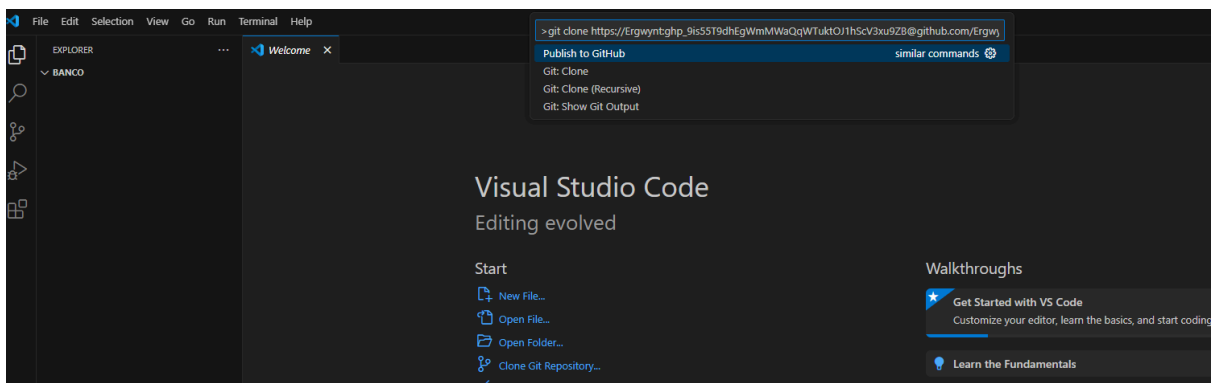 File Edit Selection View Go Run Terminal Help
>git clone
EXPLORER
Welcome
Publish to GitHub similar commands
BANCO
Git: Clone
Git: Clone (Recursive)
Git: Show Git Output
Visual Studio Code
Editing evolved
Start
Walkthroughs
New File...
Get Started with VS Code
Open File...
Customize your editor, learn the basics, and start coding
Open Folder...
Clone Git Repository...
Learn the Fundamentals